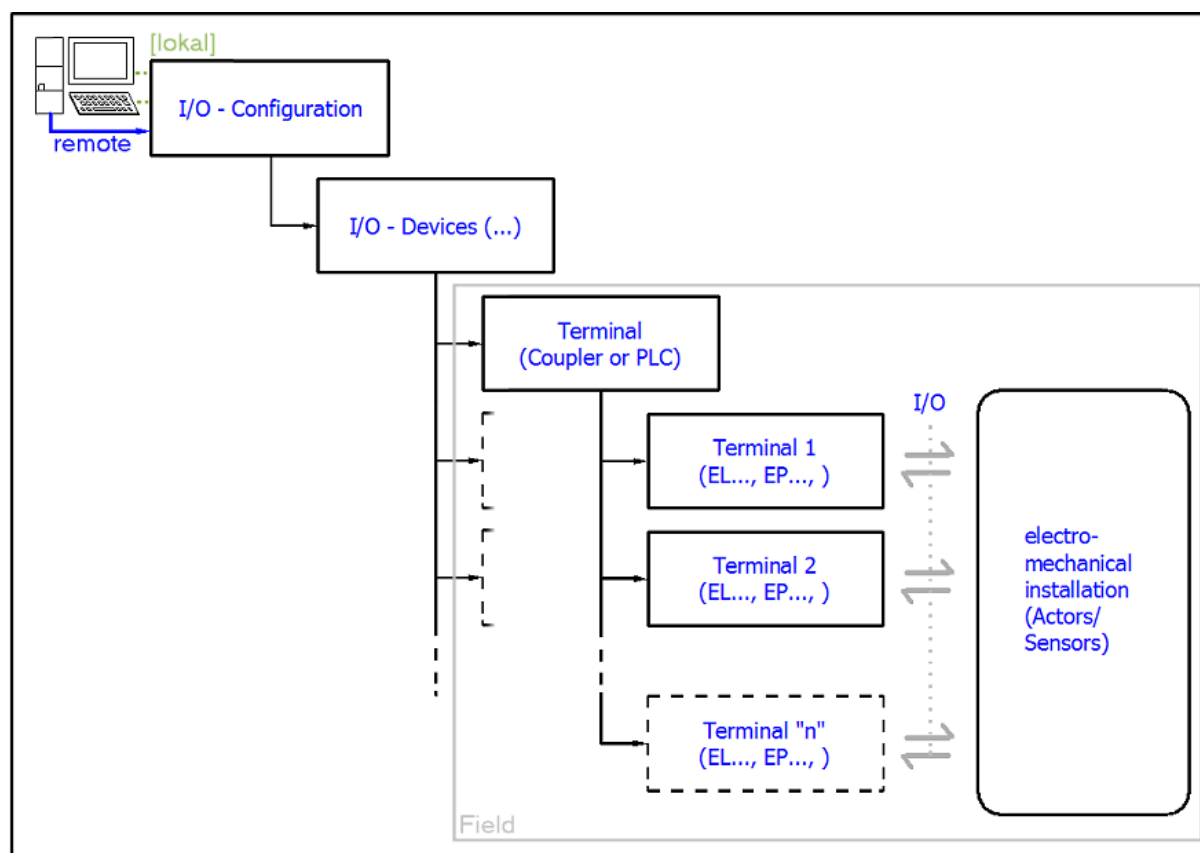 [lokal]
I/O - Configuration
remote
I/O - Devices (...)
Terminal
(Coupler or PLC)
I/O
Terminal 1
(EL..., EP..., )
Terminal 2
(EL..., EP..., )
electro-
mechanical
installation
(Actors/
Sensors)
Terminal "n"
(EL..., EP..., )
Field